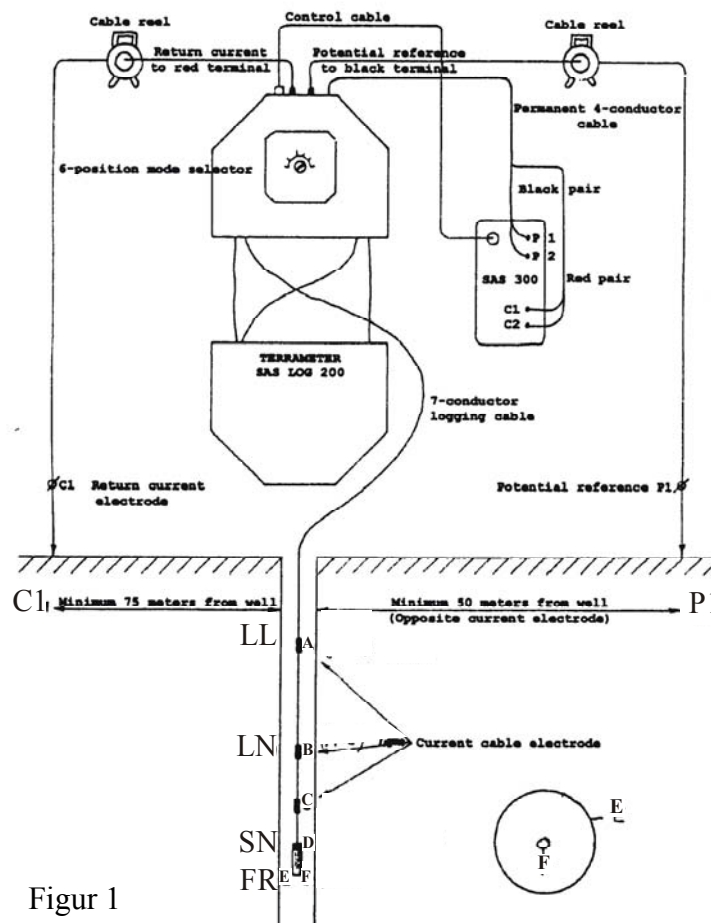 Control cable
Cable reel
Cable reel
Return current
to red terminal
Potential reference
to black terminal
Permanent 4-conductor
cable
6-position mode selector
Black pair
P 1
P 2
SAS 300
Red pair
C1
C2
TERRAMETER
SAS LOG 200
7-conductor
logging cable
C1 Return current
electrode
Potential reference P1
C1
Minimum 75 meters from well
Minimum 50 meters from well
(Opposite current electrode)
P1
LL
A
LN
B
Current cable electrode
C
E
SN
D
F
FR
E
F
Figur 1